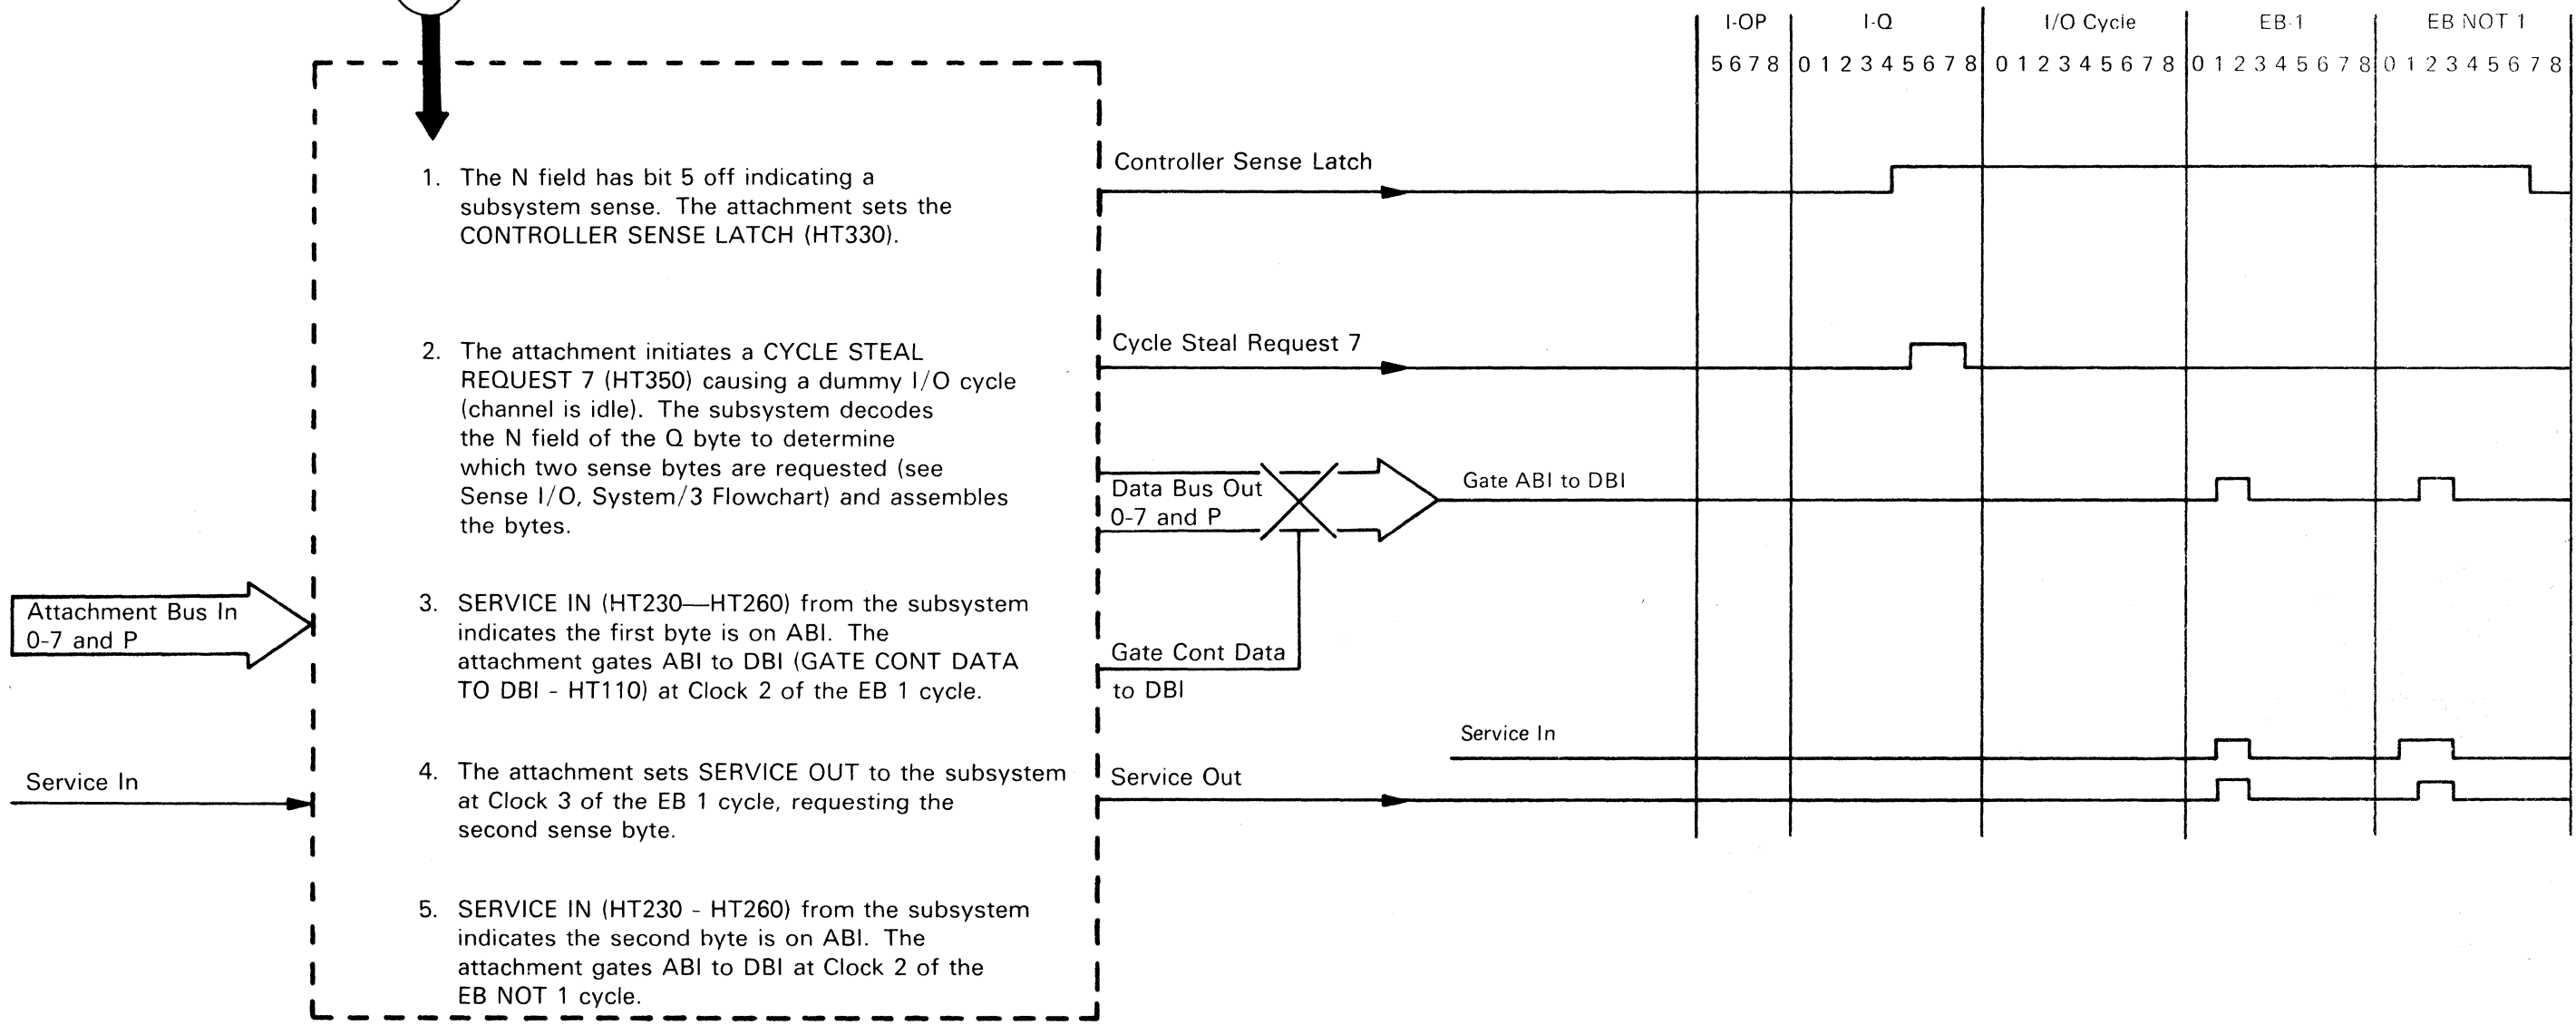 I-OP I-Q I/O Cycle EB-1 EB NOT 1
5 6 7 8 0 1 2 3 4 5 6 7 8 0 1 2 3 4 5 6 7 8 0 1 2 3 4 5 6 7 8 0 1 2 3 4 5 6 7 8
1. The N field has bit 5 off indicating a
subsystem sense. The attachment sets the
CONTROLLER SENSE LATCH (HT330).
Controller Sense Latch
2. The attachment initiates a CYCLE STEAL
REQUEST 7 (HT350) causing a dummy I/O cycle
(channel is idle). The subsystem decodes
the N field of the Q byte to determine
which two sense bytes are requested (see
Sense I/O, System/3 Flowchart) and assembles
the bytes.
Cycle Steal Request 7
Data Bus Out
0-7 and P
Gate ABI to DBI
Attachment Bus In
0-7 and P
3. SERVICE IN (HT230—HT260) from the subsystem
indicates the first byte is on ABI. The
attachment gates ABI to DBI (GATE CONT DATA
TO DBI - HT110) at Clock 2 of the EB 1 cycle.
Gate Cont Data
to DBI
Service In
Service In
4. The attachment sets SERVICE OUT to the subsystem
at Clock 3 of the EB 1 cycle, requesting the
second sense byte.
Service Out
5. SERVICE IN (HT230 - HT260) from the subsystem
indicates the second byte is on ABI. The
attachment gates ABI to DBI at Clock 2 of the
EB NOT 1 cycle.